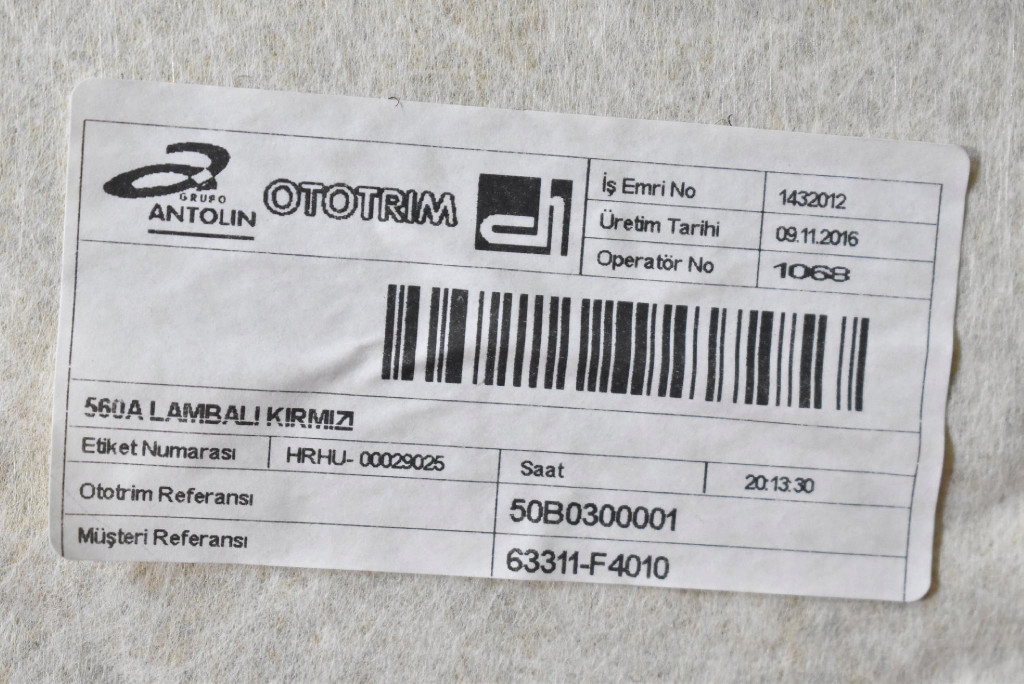 GRUPO
ANTOLIN
OTOTRIM
İş Emri No 1432012
Üretim Tarihi 09.11.2016
Operatör No 1068
560A LAMBALI KIRMIZI
Etiket Numarası HRHU- 00029025 Saat 20:13:30
Ototrim Referansı 50B0300001
Müşteri Referansı 63311-F4010